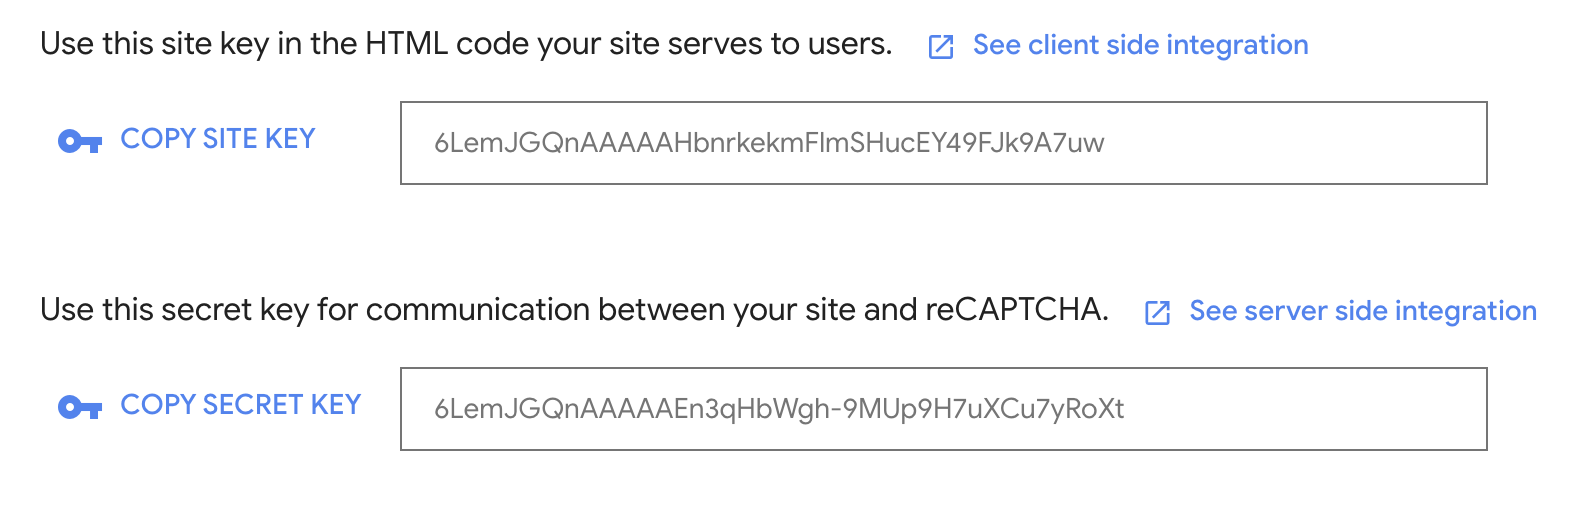 Use this site key in the HTML code your site serves to users. See client side integration
COPY SITE KEY 6LemJGQnAAAAAHbnrkekmFlmSHucEY49FJk9A7uw
Use this secret key for communication between your site and reCAPTCHA. See server side integration
COPY SECRET KEY 6LemJGQnAAAAAEn3qHbWgh-9MUp9H7uXCu7yRoXt